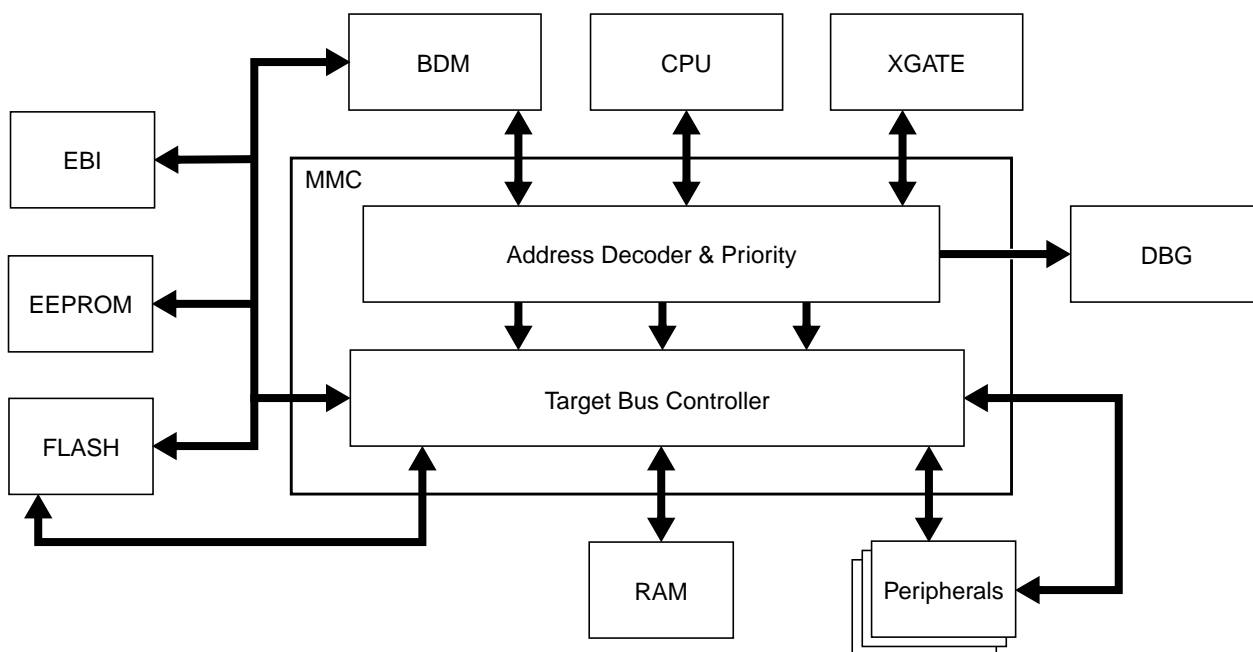 BDM
CPU
XGATE
EBI
MMC
Address Decoder & Priority
DBG
EEPROM
Target Bus Controller
FLASH
RAM
Peripherals